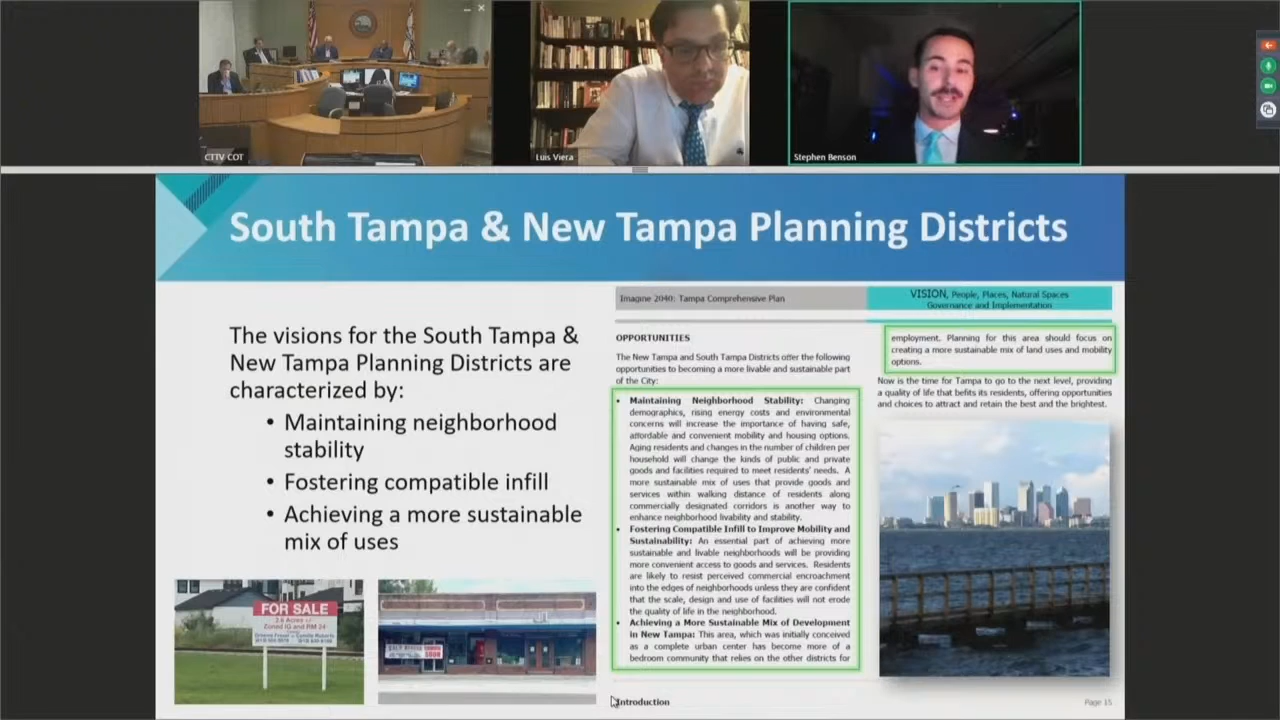 CTTV COT
Luis Viera
Stephen Benson
South Tampa & New Tampa Planning Districts
The visions for the South Tampa &
New Tampa Planning Districts are
characterized by:
• Maintaining neighborhood
stability
• Fostering compatible infill
• Achieving a more sustainable
mix of uses
FOR SALE
Zoned IG and RM 24
Imagine 2040: Tampa Comprehensive Plan
VISION, People, Places, Natural Spaces
Governance and Implementation
OPPORTUNITIES
The New Tampa and South Tampa Districts offer the following
opportunities to becoming a more livable and sustainable part
of the City:
• Maintaining Neighborhood Stability: Changing
demographics, rising energy costs and environmental
concerns will increase the importance of having safe,
affordable and convenient mobility and housing options.
Aging residents and changes in the number of children per
household will change the kinds of public and private
goods and facilities required to meet residents' needs. A
more sustainable mix of uses that provide goods and
services within walking distance of residents along
commercially designated corridors is another way to
enhance neighborhood livability and stability.
• Fostering Compatible Infill to Improve Mobility and
Sustainability: An essential part of achieving more
sustainable and livable neighborhoods will be providing
more convenient access to goods and services. Residents
are likely to resist perceived commercial encroachment
into the edges of neighborhoods unless they are confident
that the scale, design and use of facilities will not erode
the quality of life in the neighborhood.
• Achieving a More Sustainable Mix of Development
in New Tampa: This area, which was initially conceived
as a complete urban center has become more of a
bedroom community that relies on the other districts for
employment. Planning for this area should focus on
creating a more sustainable mix of land uses and mobility
options.
Now is the time for Tampa to go to the next level, providing
a quality of life that befits its residents, offering opportunities
and choices to attract and retain the best and the brightest.
Introduction
Page 15